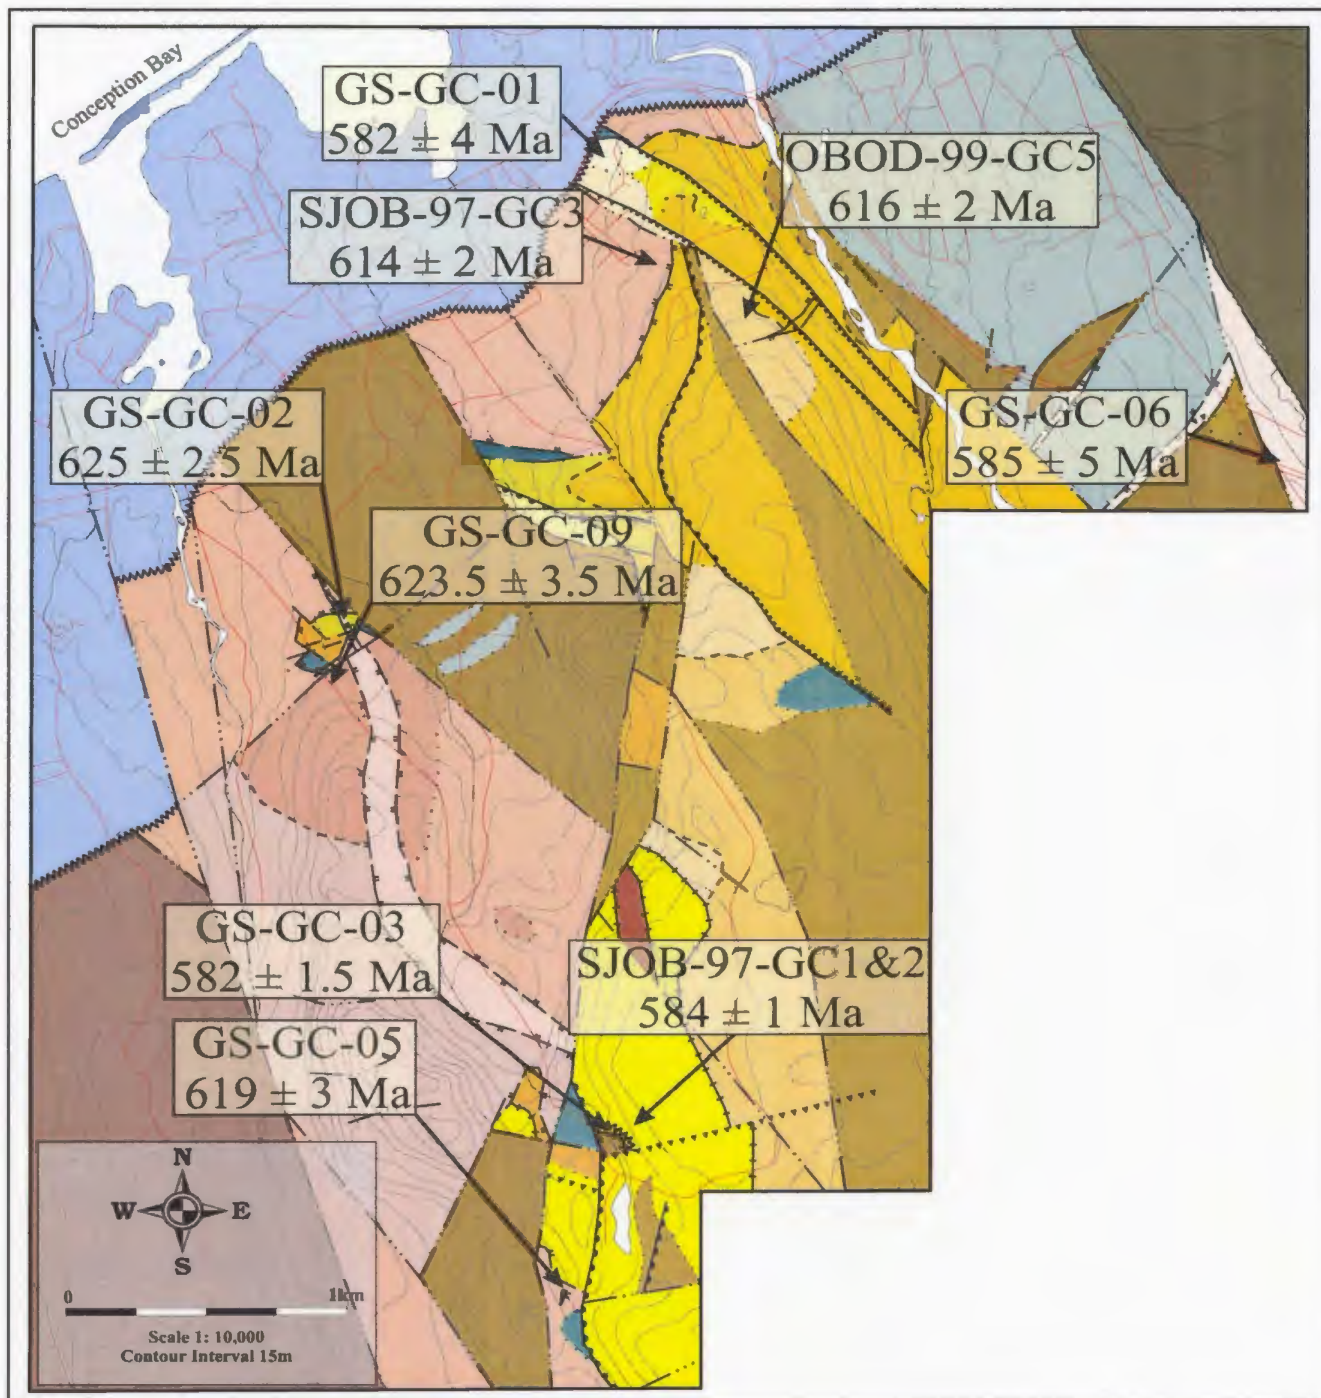 Conception Bay
GS-GC-01
582 ± 4 Ma
OBOD-99-GC5
616 ± 2 Ma
SJOB-97-GC3
614 ± 2 Ma
GS-GC-02
625 ± 2.5 Ma
GS-GC-06
585 ± 5 Ma
GS-GC-09
623.5 ± 3.5 Ma
GS-GC-03
582 ± 1.5 Ma
SJOB-97-GC1&2
584 ± 1 Ma
GS-GC-05
619 ± 3 Ma
N
W E
S
0 1km
Scale 1: 10,000
Contour Interval 15m